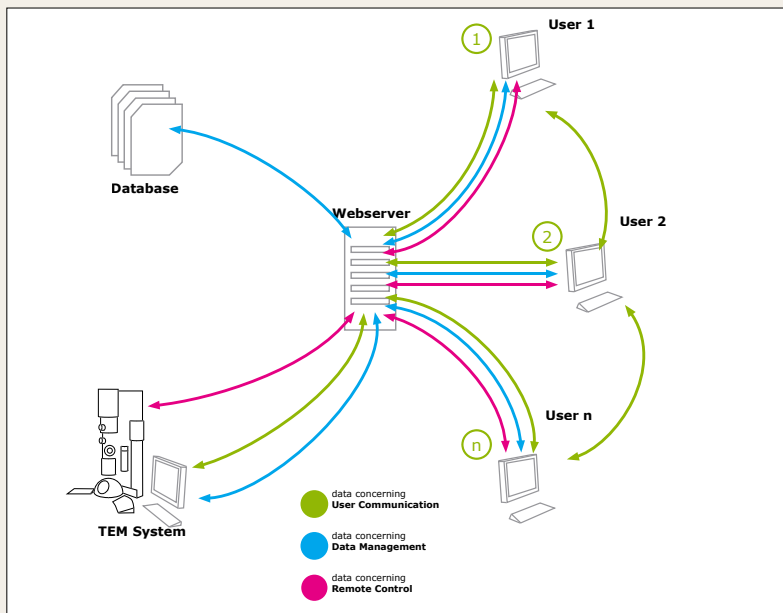 User 1
1
Database
Webserver
User 2
2
User n
n
TEM System
data concerning
User Communication
data concerning
Data Management
data concerning
Remote Control